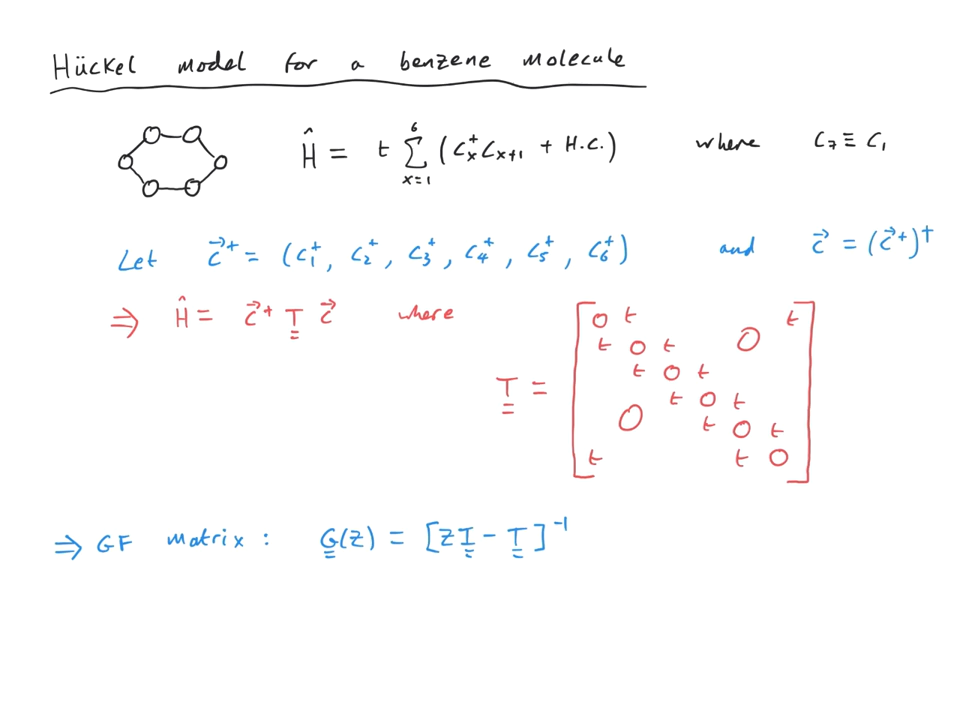 Hückel model for a benzene molecule
Ĥ = t ∑_{x=1}^{6} (c_x^+ c_{x+1} + H.C.) where c_7 ≡ c_1
Let c⃗^+ = (c_1^+, c_2^+, c_3^+, c_4^+, c_5^+, c_6^+) and c⃗ = (c⃗^+)^†
⇒ Ĥ = c⃗^+ T c⃗ where
T =
0 t t
t 0 t 0
t 0 t
t 0 t
0 t 0 t
t t 0
⇒ GF matrix : G(z) = [z I - T]^{-1}